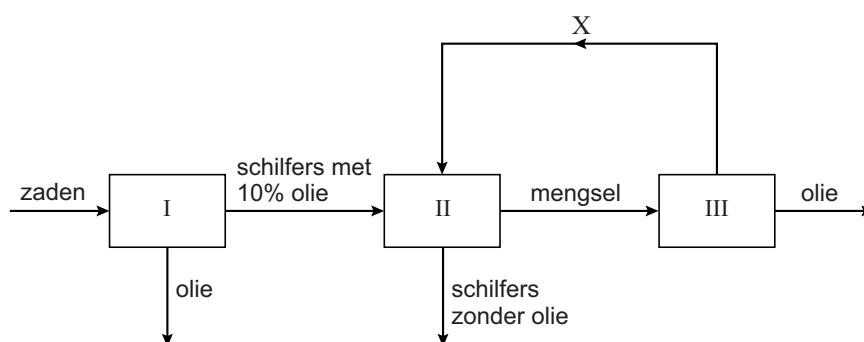 X
zaden
I
schilfers met
10% olie
II
mengsel
III
olie
olie
schilfers
zonder olie